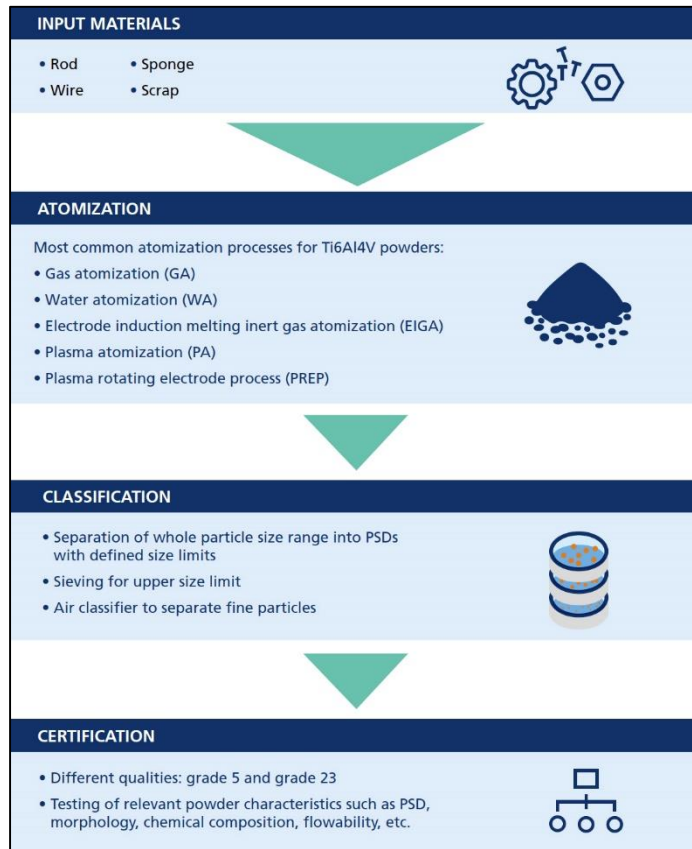 INPUT MATERIALS
• Rod • Sponge
• Wire • Scrap
ATOMIZATION
Most common atomization processes for Ti6Al4V powders:
• Gas atomization (GA)
• Water atomization (WA)
• Electrode induction melting inert gas atomization (EIGA)
• Plasma atomization (PA)
• Plasma rotating electrode process (PREP)
CLASSIFICATION
• Separation of whole particle size range into PSDs
with defined size limits
• Sieving for upper size limit
• Air classifier to separate fine particles
CERTIFICATION
• Different qualities: grade 5 and grade 23
• Testing of relevant powder characteristics such as PSD,
morphology, chemical composition, flowability, etc.